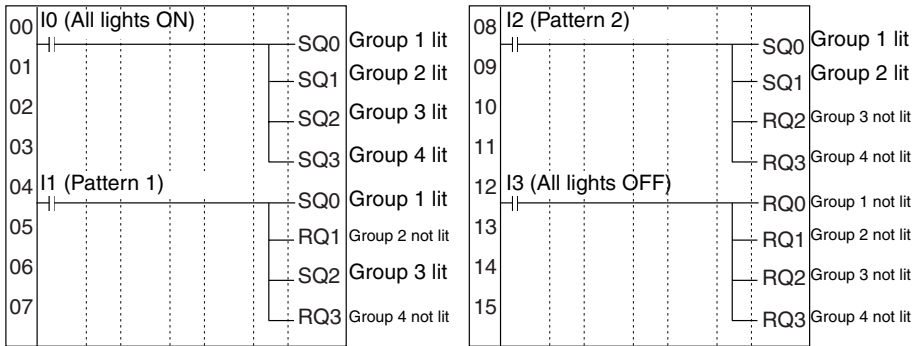 00 I0 (All lights ON)
SQ0 Group 1 lit
01 SQ1 Group 2 lit
02 SQ2 Group 3 lit
03 SQ3 Group 4 lit
04 I1 (Pattern 1)
SQ0 Group 1 lit
05 RQ1 Group 2 not lit
06 SQ2 Group 3 lit
07 RQ3 Group 4 not lit
08 I2 (Pattern 2)
SQ0 Group 1 lit
09 SQ1 Group 2 lit
10 RQ2 Group 3 not lit
11 RQ3 Group 4 not lit
12 I3 (All lights OFF)
RQ0 Group 1 not lit
13 RQ1 Group 2 not lit
14 RQ2 Group 3 not lit
15 RQ3 Group 4 not lit